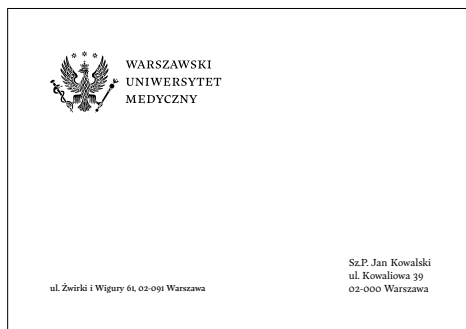 WARSZAWSKI
UNIWERSYTET
MEDYCZNY
Sz.P. Jan Kowalski
ul. Kowaliowa 39
02-000 Warszawa
ul. Żwirki i Wigury 61, 02-091 Warszawa